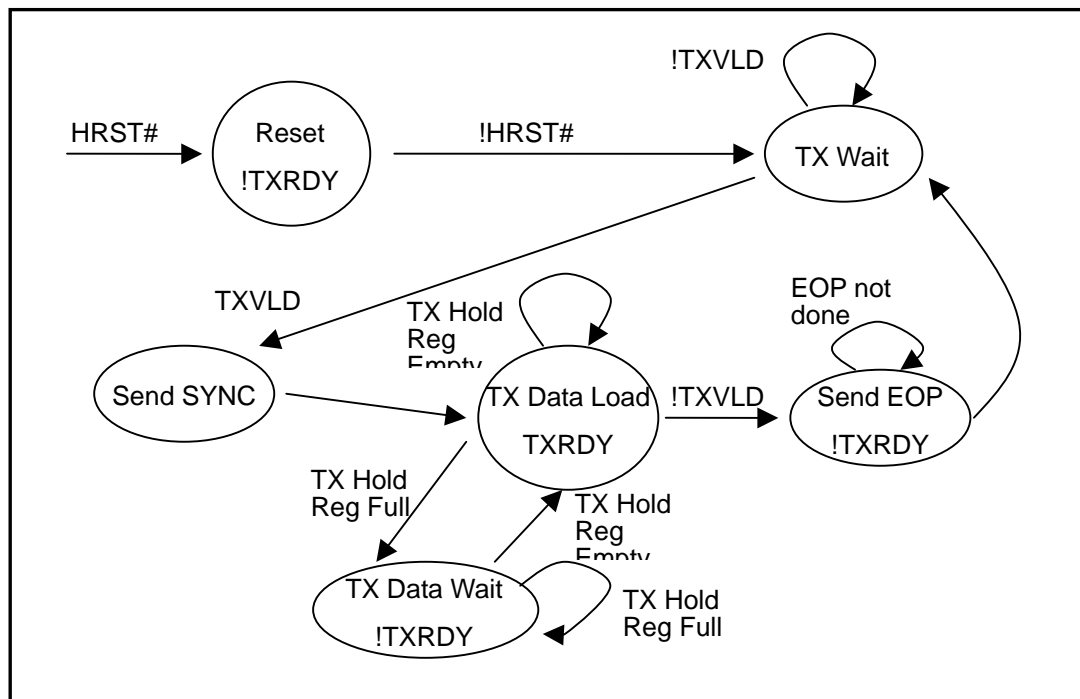 !TXVLD
HRST#
Reset
!TXRDY
!HRST#
TX Wait
TXVLD
TX Hold
Reg
Empty
EOP not
done
Send SYNC
TX Data Load
TXRDY
!TXVLD
Send EOP
!TXRDY
TX Hold
Reg Full
TX Hold
Reg
Empty
TX Data Wait
!TXRDY
TX Hold
Reg Full